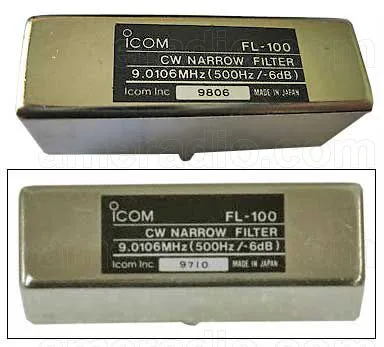 ICOM FL-100
CW NARROW FILTER
9.0106MHz(500Hz/-6dB)
Icom Inc 9806 MADE IN JAPAN
ICOM FL-100
CW NARROW FILTER
9.0106MHz(500Hz/-6dB)
Icom Inc 9710 MADE IN JAPAN